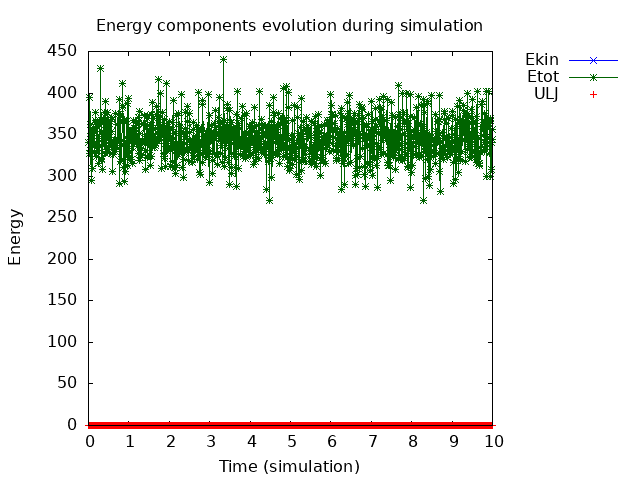 Energy components evolution during simulation
Ekin
Etot
ULJ
450
400
350
300
250
200
150
100
50
0
Energy
0 1 2 3 4 5 6 7 8 9 10
Time (simulation)